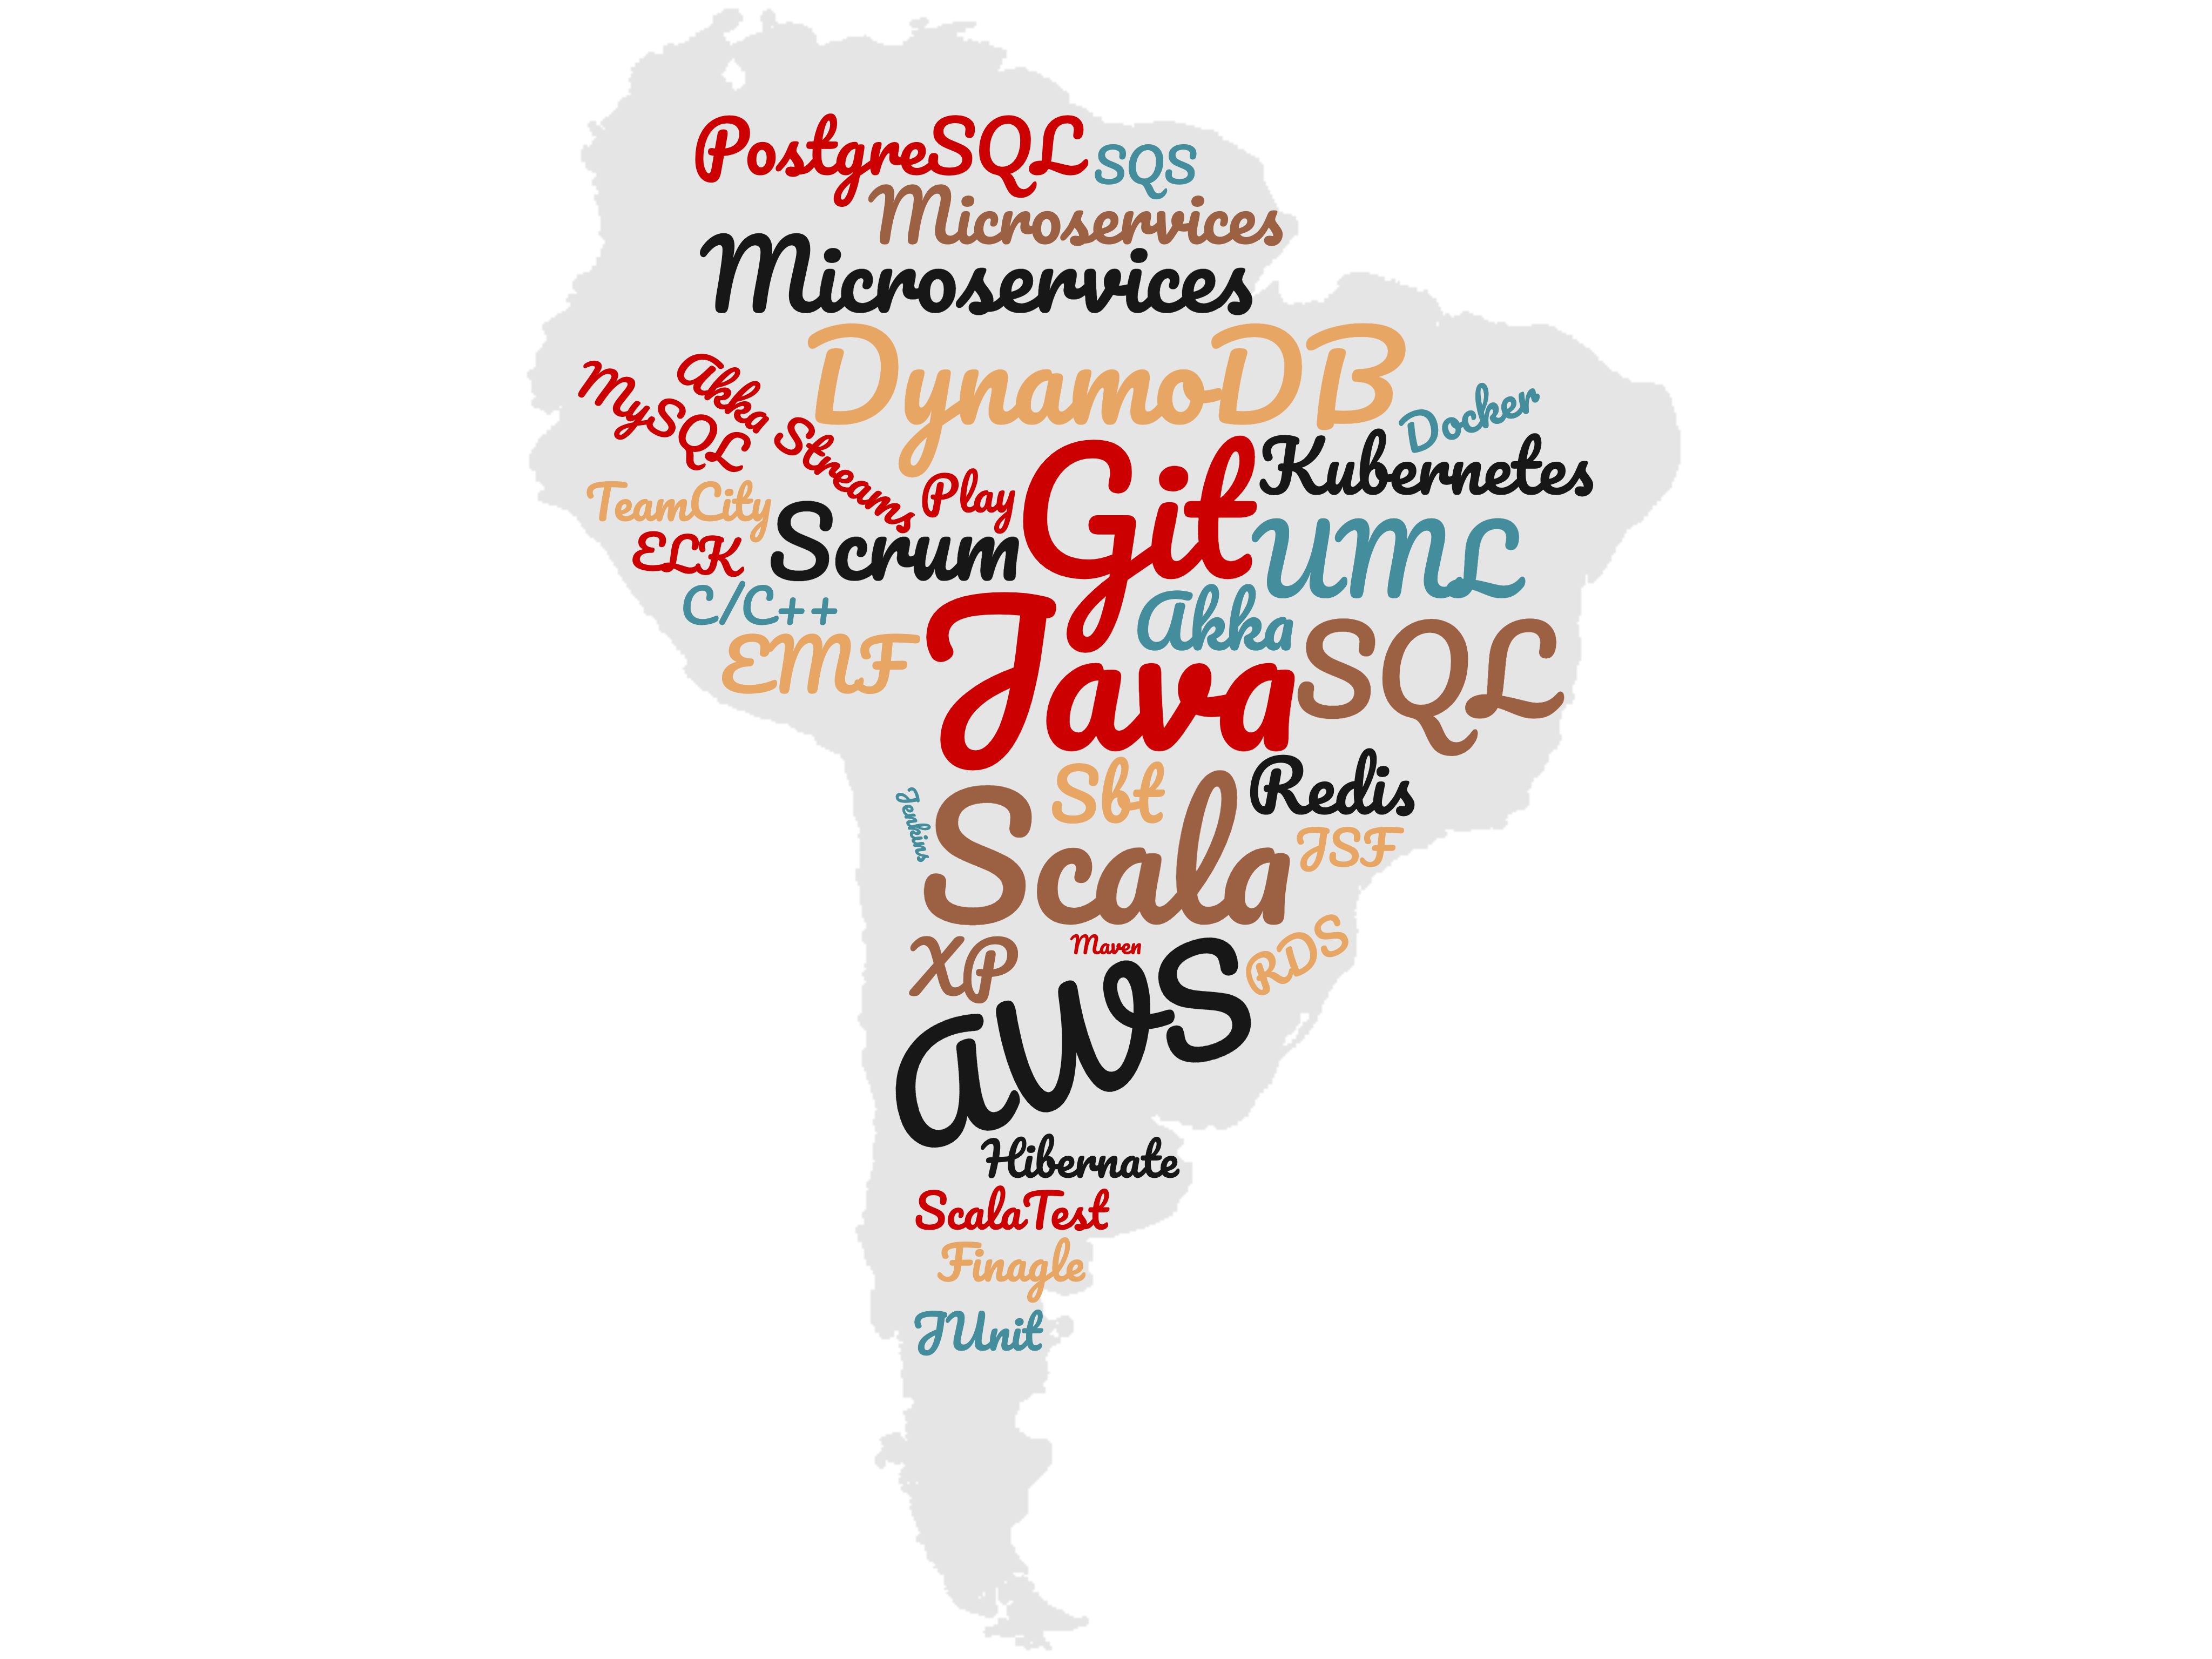 PostgreSQL
SQS
Microservices
Microservices
DynamoDB
MySQL
Akka Streams
Docker
Kubernetes
Git
Play
TeamCity
Scrum
UML
ELK
C/C++
Akka
EMF
Java
SQL
Sbt
Redis
Jenkins
Scala
JSF
XP
Maven
RDS
AWS
Hibernate
ScalaTest
Finagle
JUnit